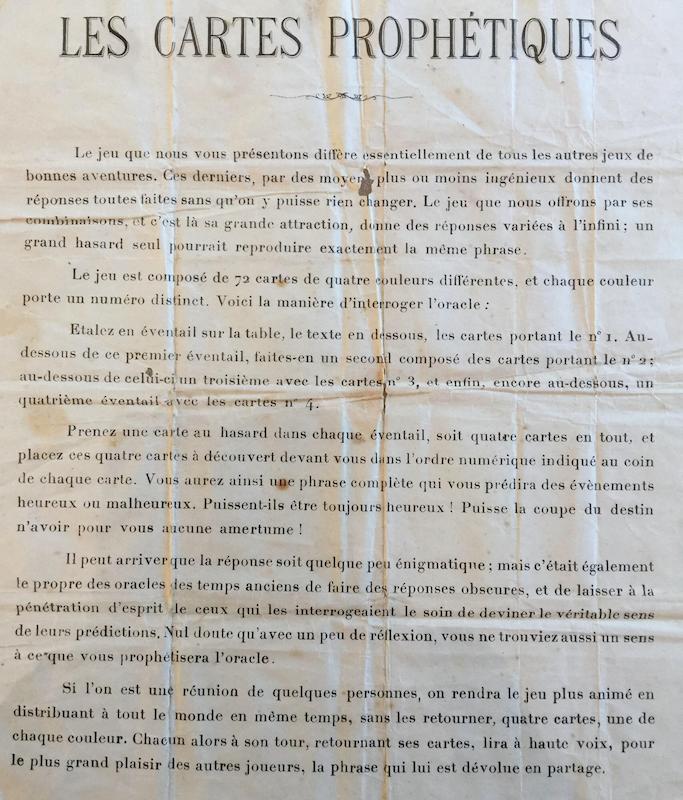 LES CARTES PROPHÉTIQUES
Le jeu que nous vous présentons diffère essentiellement de tous les autres jeux de
bonnes aventures. Ces derniers, par des moyens plus ou moins ingénieux donnent des
réponses toutes faites sans qu'on y puisse rien changer. Le jeu que nous offrons par ses
combinaisons, et c'est là sa grande attraction, donne des réponses variées à l'infini ; un
grand hasard seul pourrait reproduire exactement la même phrase.
Le jeu est composé de 72 cartes de quatre couleurs différentes, et chaque couleur
porte un numéro distinct. Voici la manière d'interroger l'oracle :
Etalez en éventail sur la table, le texte en dessous, les cartes portant le n° 1. Au-
dessous de ce premier éventail, faites-en un second composé des cartes portant le n° 2 ;
au-dessous de celui-ci un troisième avec les cartes n° 3, et enfin, encore au-dessous, un
quatrième éventail avec les cartes n° 4.
Prenez une carte au hasard dans chaque éventail, soit quatre cartes en tout, et
placez ces quatre cartes à découvert devant vous dans l'ordre numérique indiqué au coin
de chaque carte. Vous aurez ainsi une phrase complète qui vous prédira des évènements
heureux ou malheureux. Puissent-ils être toujours heureux ! Puisse la coupe du destin
n'avoir pour vous aucune amertume !
Il peut arriver que la réponse soit quelque peu énigmatique ; mais c'était également
le propre des oracles des temps anciens de faire des réponses obscures, et de laisser à la
pénétration d'esprit de ceux qui les interrogeaient le soin de deviner le véritable sens
de leurs prédictions. Nul doute qu'avec un peu de réflexion, vous ne trouviez aussi un sens
à ce que vous prophétisera l'oracle.
Si l'on est une réunion de quelques personnes, on rendra le jeu plus animé en
distribuant à tout le monde en même temps, sans les retourner, quatre cartes, une de
chaque couleur. Chacun alors à son tour, retournant ses cartes, lira à haute voix, pour
le plus grand plaisir des autres joueurs, la phrase qui lui est dévolue en partage.